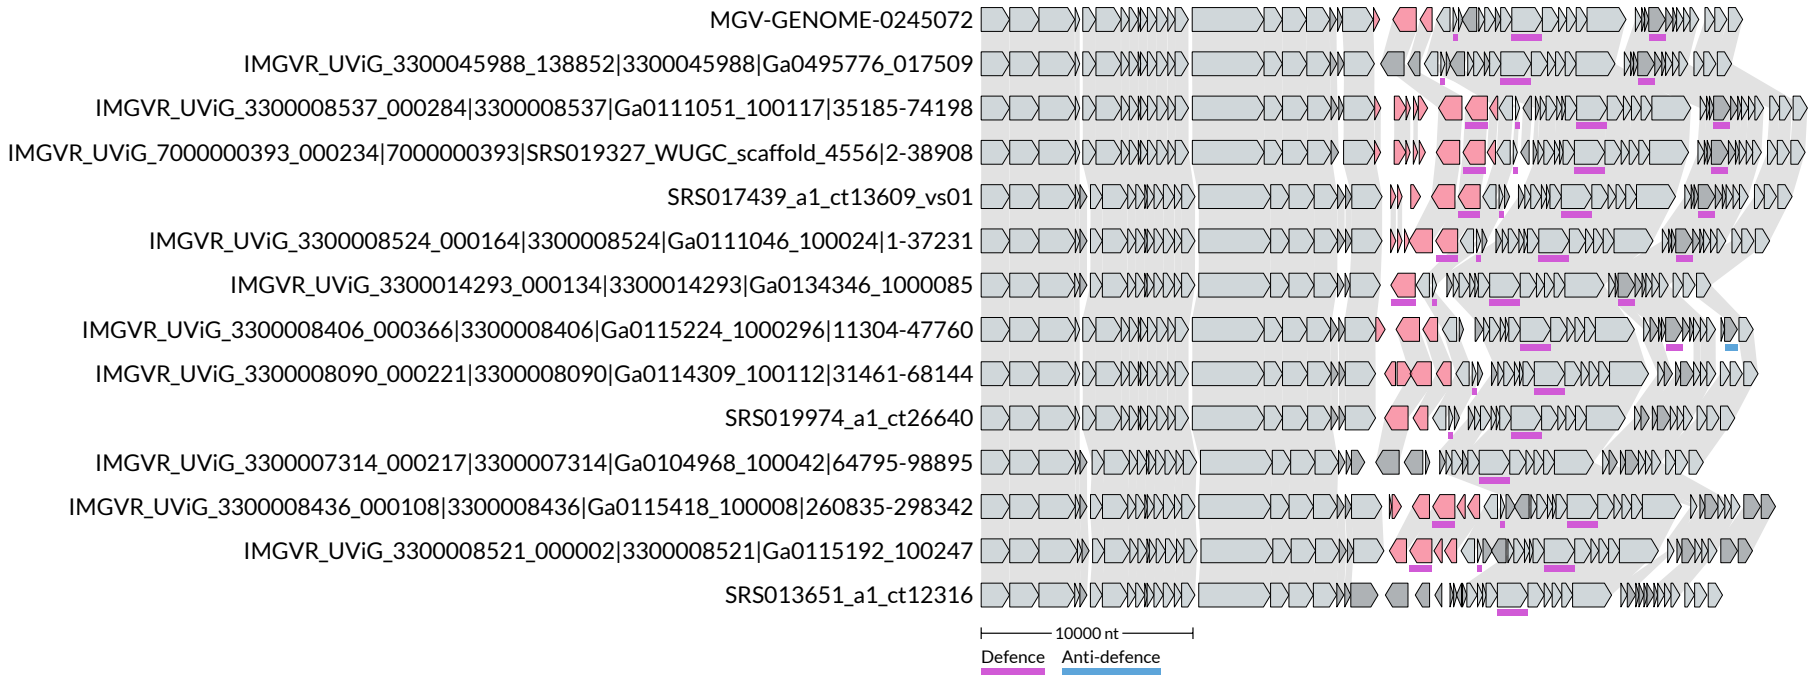 MGV-GENOME-0245072
IMGVR_UViG_3300045988_138852|3300045988|Ga0495776_017509
IMGVR_UViG_3300008537_000284|3300008537|Ga0111051_100117|35185-74198
IMGVR_UViG_7000000393_000234|7000000393|SRS019327_WUGC_scaffold_4556|2-38908
SRS017439_a1_ct13609_vs01
IMGVR_UViG_3300008524_000164|3300008524|Ga0111046_100024|1-37231
IMGVR_UViG_3300014293_000134|3300014293|Ga0134346_1000085
IMGVR_UViG_3300008406_000366|3300008406|Ga0115224_1000296|11304-47760
IMGVR_UViG_3300008090_000221|3300008090|Ga0114309_100112|31461-68144
SRS019974_a1_ct26640
IMGVR_UViG_3300007314_000217|3300007314|Ga0104968_100042|64795-98895
IMGVR_UViG_3300008436_000108|3300008436|Ga0115418_100008|260835-298342
IMGVR_UViG_3300008521_000002|3300008521|Ga0115192_100247
SRS013651_a1_ct12316
10000 nt
Defence Anti-defence